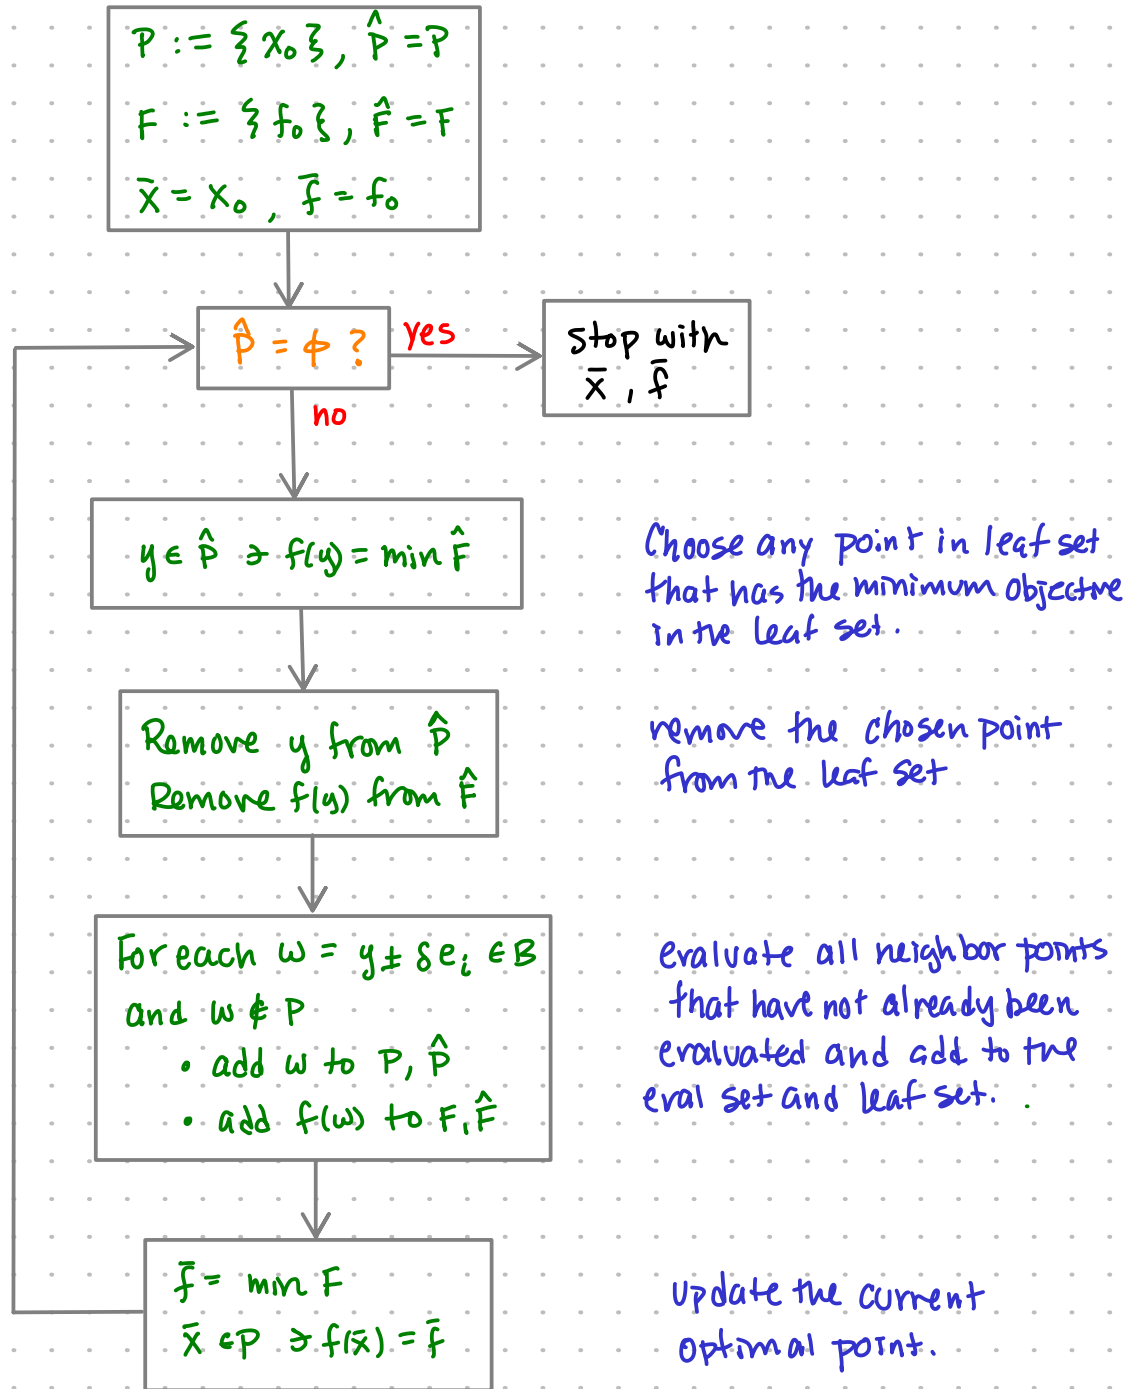 P := { x₀ }, P̂ = P
F := { f₀ }, F̂ = F
x̄ = x₀, f̄ = f₀
P̂ = ϕ ?
yes
Stop with
x̄, f̄
no
y ∈ P̂ ∋ f(y) = min F̂
Choose any point in leaf set
that has the minimum objective
in the leaf set.
Remove y from P̂
Remove f(y) from F̂
remove the chosen point
from the leaf set
For each w = y ± δeᵢ ∈ B
and w ∉ P
• add w to P, P̂
• add f(w) to F, F̂
evaluate all neighbor points
that have not already been
evaluated and add to the
eval set and leaf set.
f̄ = min F
x̄ ∈ P ∋ f(x̄) = f̄
update the current
optimal point.